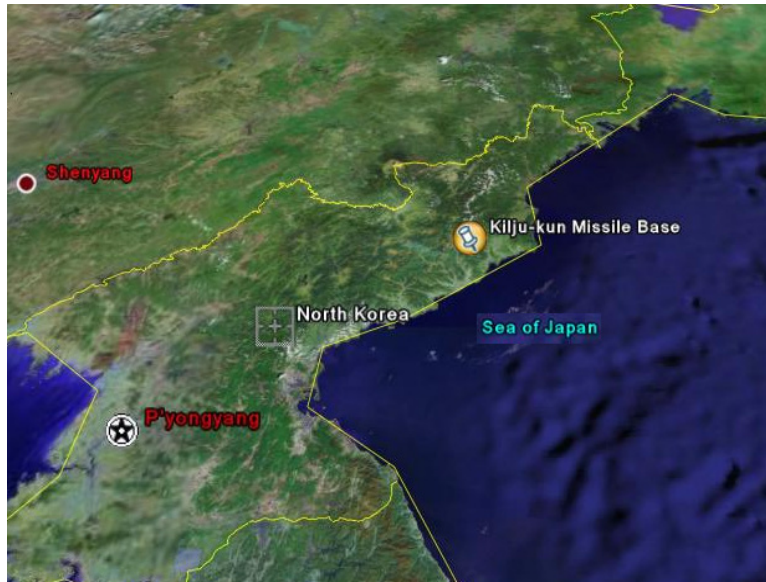 Shenyang
Kilju-kun Missile Base
North Korea
Sea of Japan
P'yongyang